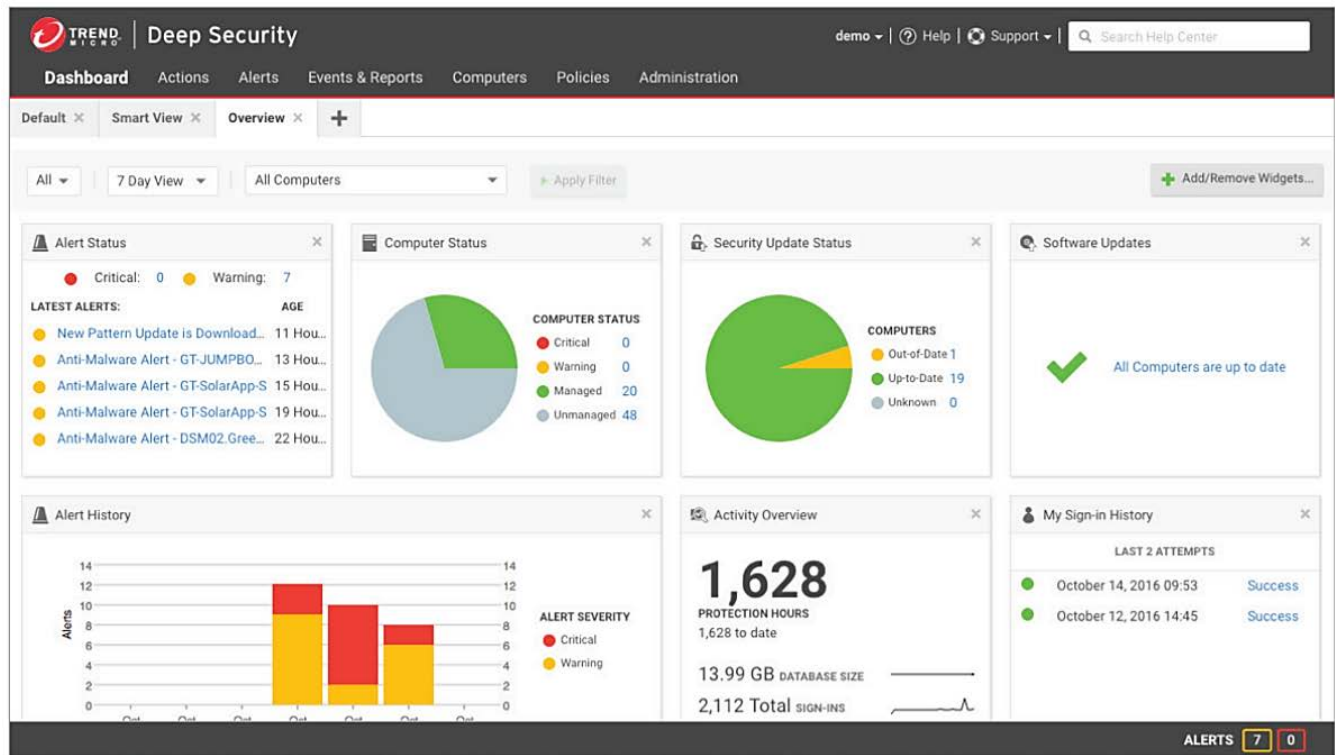 TREND MICRO Deep Security demo Help Support Search Help Center
Dashboard Actions Alerts Events & Reports Computers Policies Administration
Default Smart View Overview
All 7 Day View All Computers Apply Filter Add/Remove Widgets...
Alert Status
Critical: 0 Warning: 7
LATEST ALERTS: AGE
New Pattern Update is Download... 11 Hou...
Anti-Malware Alert - GT-JUMPBO... 13 Hou...
Anti-Malware Alert - GT-SolarApp-S 15 Hou...
Anti-Malware Alert - GT-SolarApp-S 19 Hou...
Anti-Malware Alert - DSM02.Gree... 22 Hou...
Computer Status
COMPUTER STATUS
Critical 0
Warning 0
Managed 20
Unmanaged 48
Security Update Status
COMPUTERS
Out-of-Date 1
Up-to-Date 19
Unknown 0
Software Updates
All Computers are up to date
Alert History
Alerts
14 14
12 12
10 10
8 8
6 6
4 4
2 2
0 0
ALERT SEVERITY
Critical
Warning
Activity Overview
1,628
PROTECTION HOURS
1,628 to date
13.99 GB DATABASE SIZE
2,112 Total SIGN-INS
My Sign-in History
LAST 2 ATTEMPTS
October 14, 2016 09:53 Success
October 12, 2016 14:45 Success
ALERTS 7 0